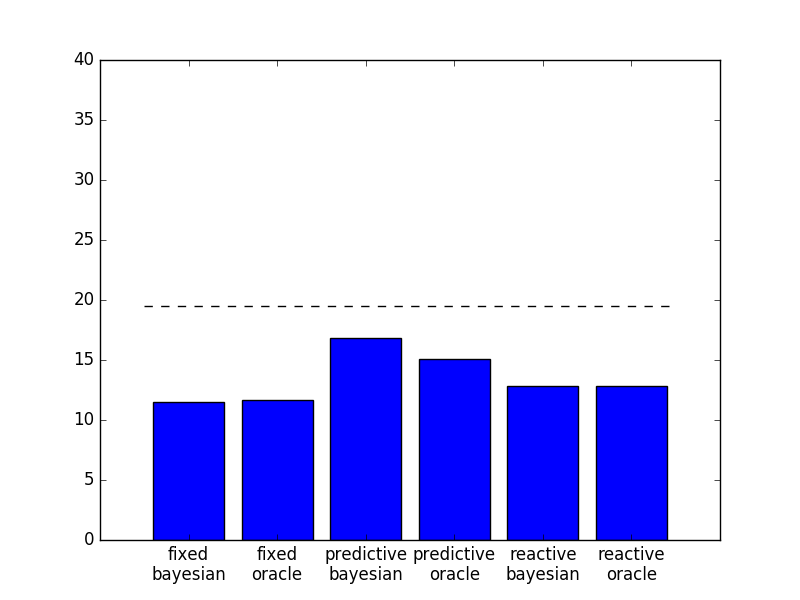 40
35
30
25
20
15
10
5
0
fixed bayesian
fixed oracle
predictive bayesian
predictive oracle
reactive bayesian
reactive oracle